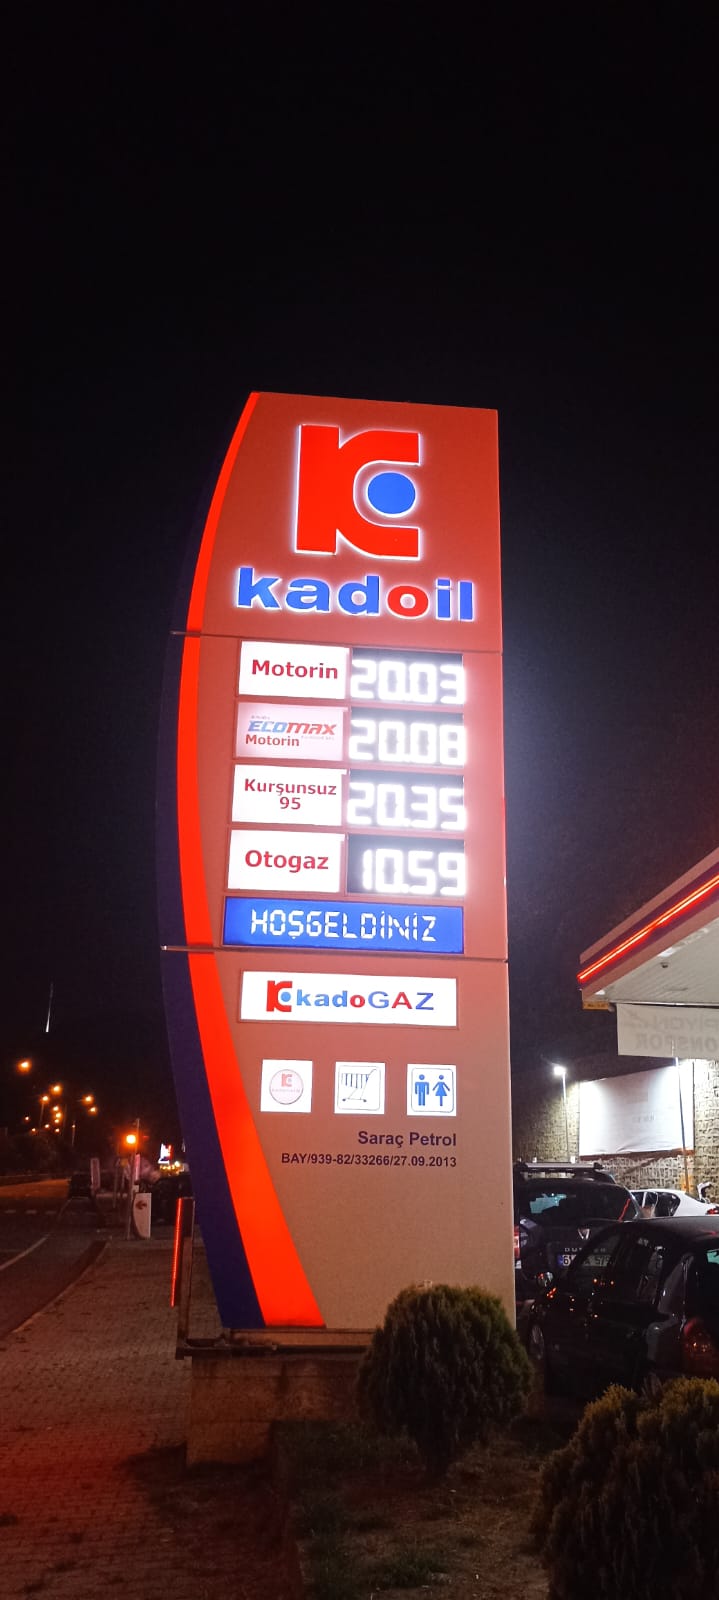 kadoil
Motorin 20.03
ECOMAX
Motorin 20.08
Kurşunsuz
95 20.35
Otogaz 10.59
HOŞGELDİNİZ
kadoGAZ
Saraç Petrol
BAY/939-82/33266/27.09.2013